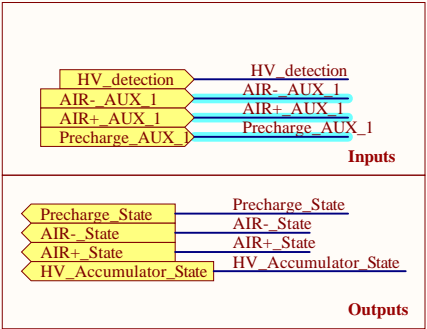 HV_detection HV_detection
AIR-_AUX_1 AIR-_AUX_1
AIR+_AUX_1 AIR+_AUX_1
Precharge_AUX_1 Precharge_AUX_1
Inputs
Precharge_State Precharge_State
AIR-_State AIR-_State
AIR+_State AIR+_State
HV_Accumulator_State HV_Accumulator_State
Outputs